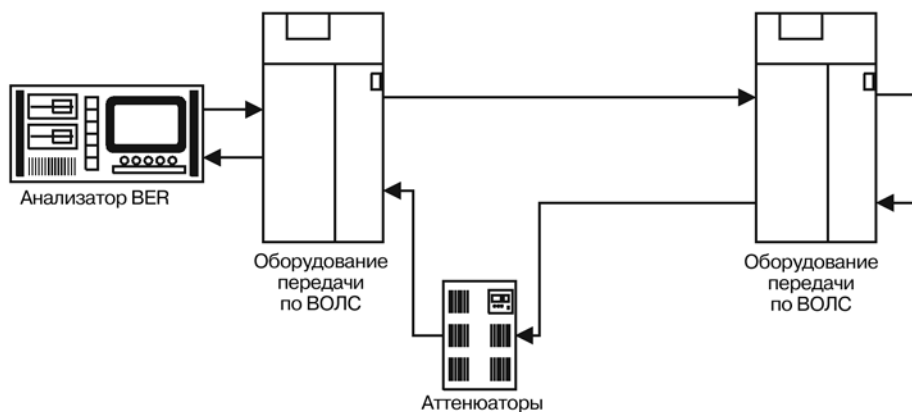 Анализатор BER
Оборудование
передачи
по ВОЛС
Оборудование
передачи
по ВОЛС
Аттенюаторы